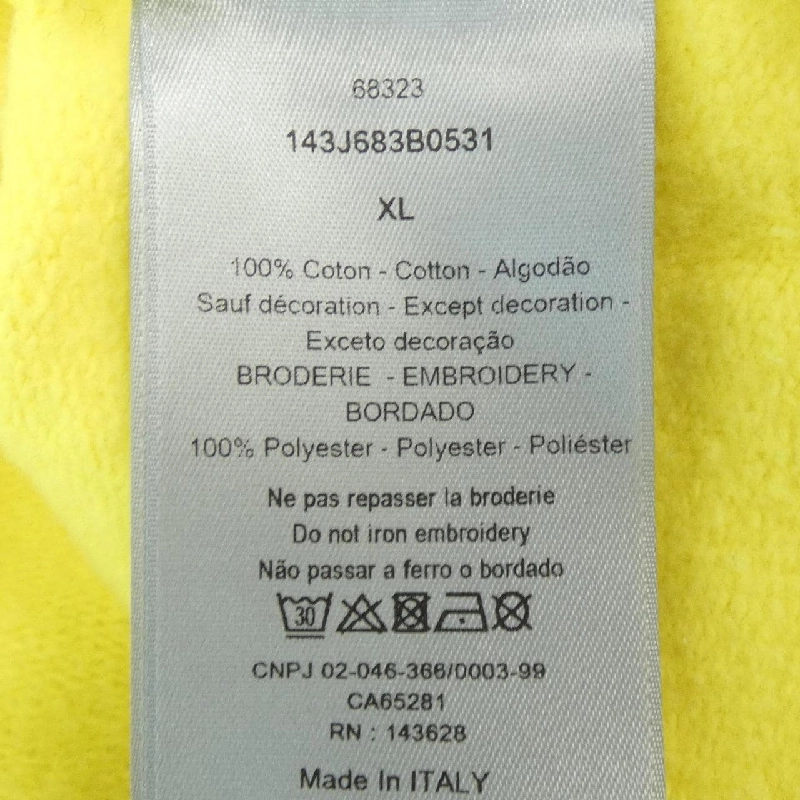 68323
143J683B0531
XL
100% Coton - Cotton - Algodão
Sauf décoration - Except decoration -
Exceto decoração
BRODERIE - EMBROIDERY -
BORDADO
100% Polyester - Polyester - Poliéster
Ne pas repasser la broderie
Do not iron embroidery
Não passar a ferro o bordado
30
CNPJ 02-046-366/0003-99
CA65281
RN : 143628
Made In ITALY